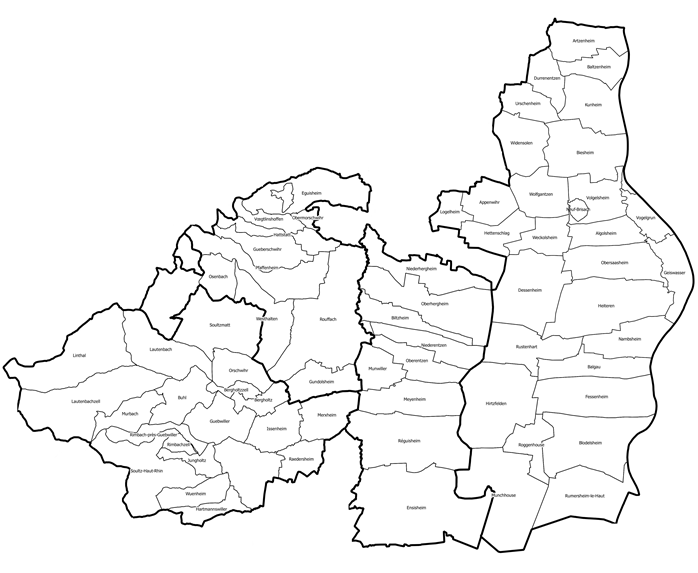 Artzenheim
Baltzenheim
Durrenentzen
Urschenheim
Kunheim
Widensolen
Biesheim
Eguisheim
Wolfgantzen
Volgelsheim
Appenwihr
Logelheim
Neuf-Brisach
Vogelgrun
Voegtlinshoffen
Obermorschwihr
Hattstatt
Hettenschlag
Weckolsheim
Algolsheim
Gueberschwihr
Pfaffenheim
Osenbach
Niederhergheim
Obersaasheim
Geiswasser
Dessenheim
Oberhergheim
Heiteren
Westhalten
Rouffach
Biltzheim
Soultzmatt
Nambsheim
Linthal
Lautenbach
Niederentzen
Rustenhart
Oberentzen
Balgau
Orschwihr
Munwiller
Gundolsheim
Bergholtzzell
Bergholtz
Lautenbachzell
Buhl
Meyenheim
Hirtzfelden
Fessenheim
Murbach
Guebwiller
Merxheim
Issenheim
Rimbach-près-Guebwiller
Rimbachzell
Réguisheim
Roggenhouse
Blodelsheim
Jungholtz
Raedersheim
Soultz-Haut-Rhin
Wuenheim
Munchhouse
Rumersheim-le-Haut
Hartmannswiller
Ensisheim